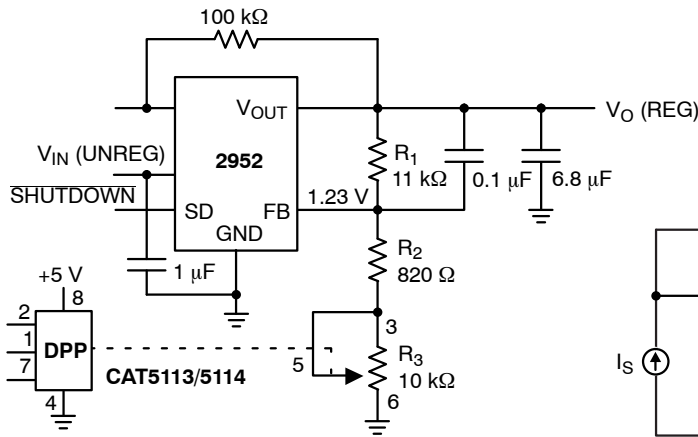 100 kΩ
V_OUT
V_O (REG)
V_IN (UNREG)
2952
R_1
11 kΩ
0.1 µF
6.8 µF
SHUTDOWN
1.23 V
SD
FB
GND
R_2
820 Ω
1 µF
+5 V
8
2
1
7
DPP
4
CAT5113/5114
3
5
R_3
10 kΩ
6
I_S